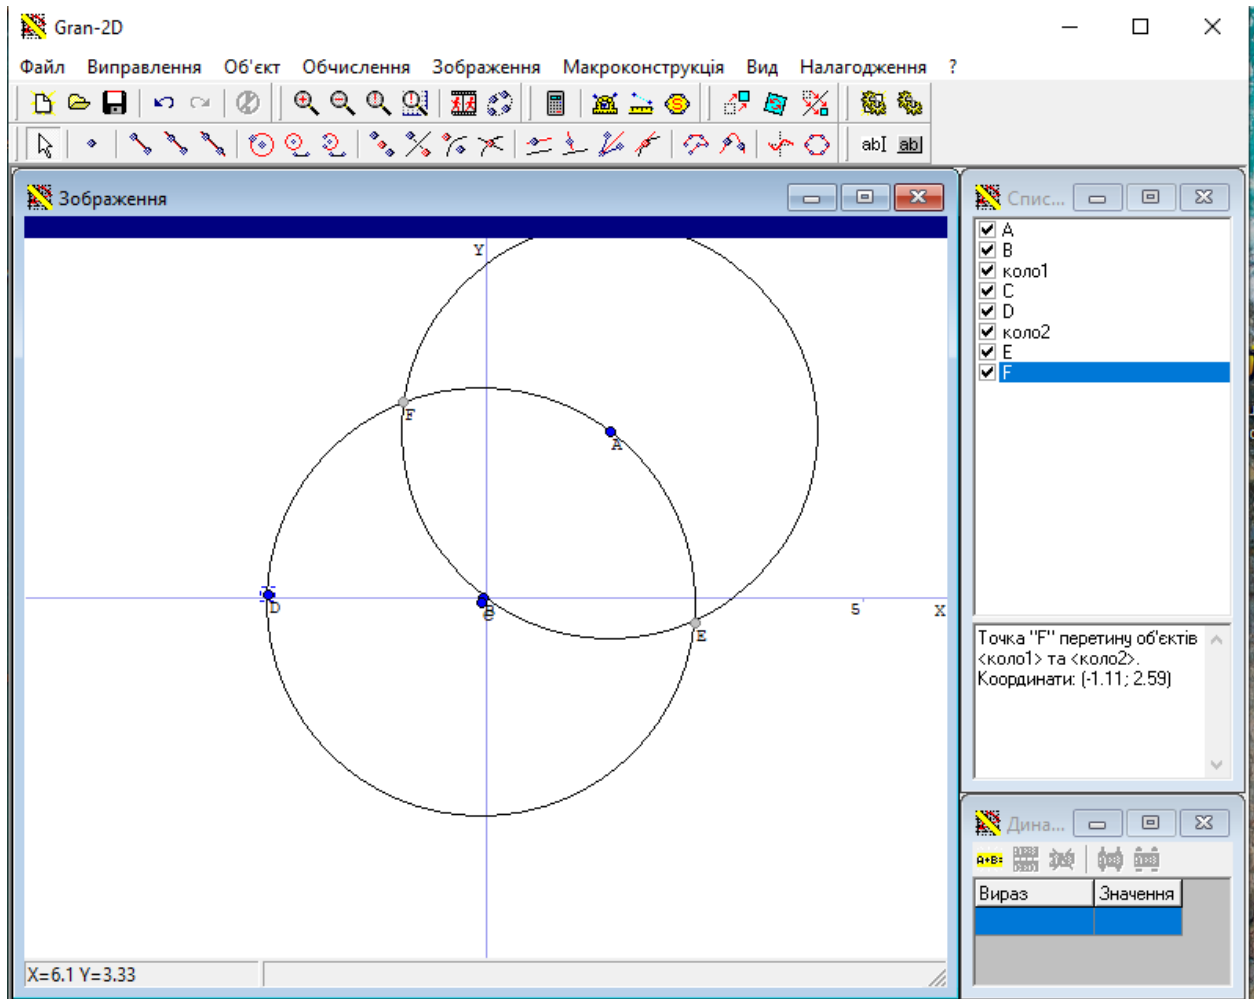 Gran-2D
Файл Виправлення Об'єкт Обчислення Зображення Макроконструкція Вид Налагодження ?
abI ab|
Зображення
Y
F
A
D
B
E
5
X
X=6.1 Y=3.33
Спис...
A
B
коло1
C
D
коло2
E
F
Точка "F" перетину об'єктів
<коло1> та <коло2>.
Координати: (-1.11; 2.59)
Дина...
A+B=
Вираз Значення